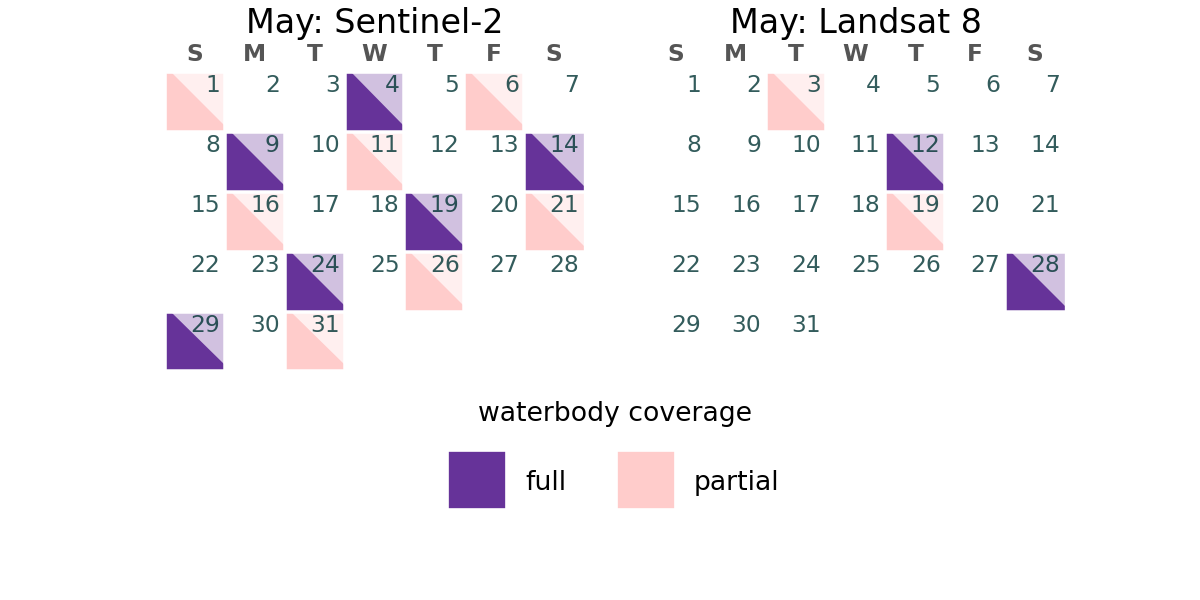 May: Sentinel-2
S M T W T F S
1 2 3 4 5 6 7
8 9 10 11 12 13 14
15 16 17 18 19 20 21
22 23 24 25 26 27 28
29 30 31
May: Landsat 8
S M T W T F S
1 2 3 4 5 6 7
8 9 10 11 12 13 14
15 16 17 18 19 20 21
22 23 24 25 26 27 28
29 30 31
waterbody coverage
full partial